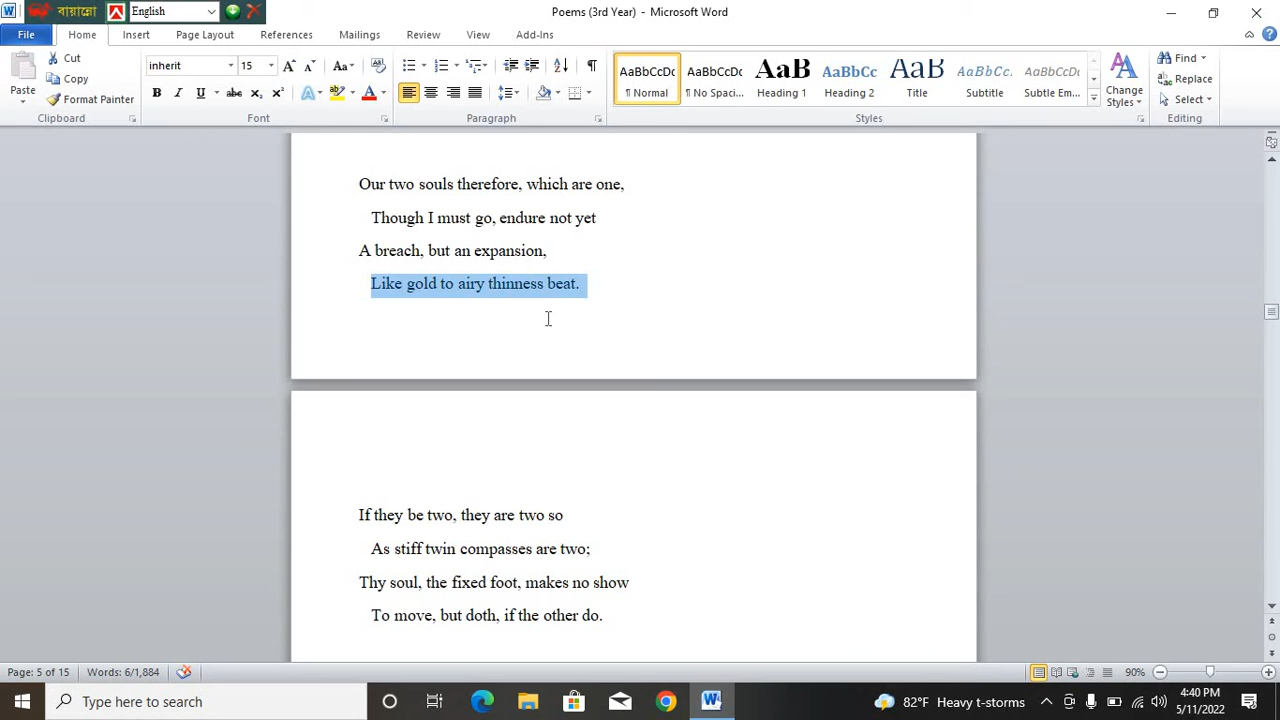 বায়ান্নো English Poems (3rd Year) - Microsoft Word
File Home Insert Page Layout References Mailings Review View Add-Ins
Paste Cut Copy Format Painter
inherit 15 A A Aa
B I U abc x₂ x² A ab A
AaBbCcDc AaBbCcDc AaB AaBbCc AaB AaBbCc. AaBbCcDc
¶ Normal ¶ No Spaci... Heading 1 Heading 2 Title Subtitle Subtle Em...
A Change Styles
Find Replace Select
Clipboard Font Paragraph Styles Editing
Our two souls therefore, which are one,
Though I must go, endure not yet
A breach, but an expansion,
Like gold to airy thinness beat.
If they be two, they are two so
As stiff twin compasses are two;
Thy soul, the fixed foot, makes no show
To move, but doth, if the other do.
Page: 5 of 15 Words: 6/1,884 90%
Type here to search 82°F Heavy t-storms 4:40 PM
5/11/2022